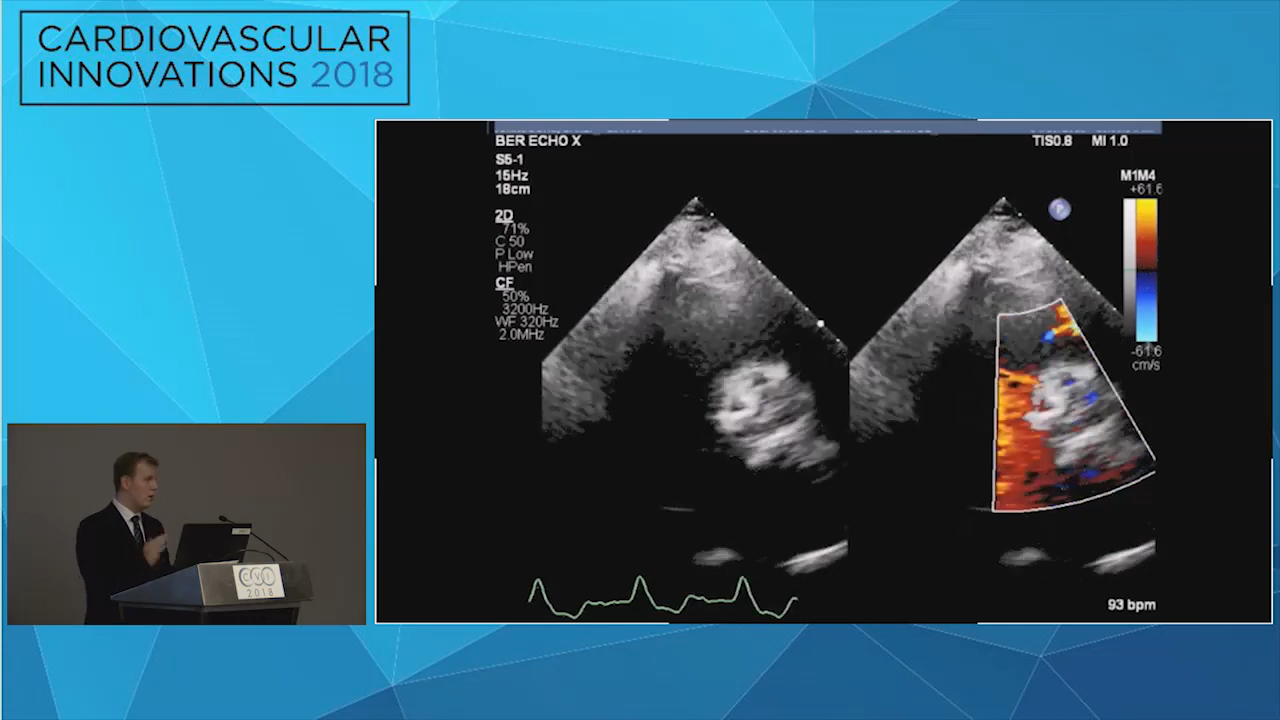 CARDIOVASCULAR
INNOVATIONS 2018
BER ECHO X
TIS0.8 MI 1.0
S5-1
15Hz
18cm
M1M4
+61.6
2D
71%
C 50
P Low
HPen
CF
50%
3200Hz
WF 320Hz
2.0MHz
P
-61.6
cm/s
93 bpm
CVI
2018